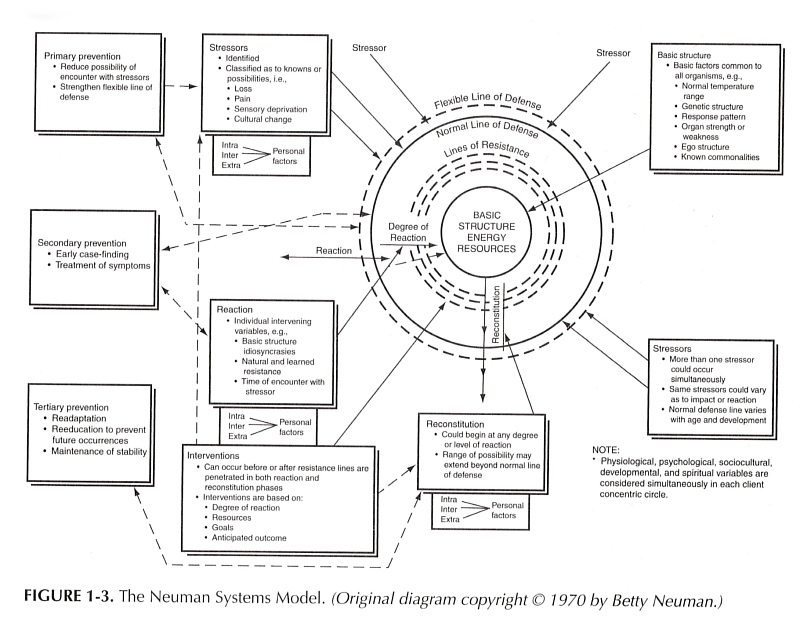 Primary prevention
• Reduce possibility of
encounter with stressors
• Strengthen flexible line of
defense
Stressors
• Identified
• Classified as to knowns or
possibilities, i.e.,
• Loss
• Pain
• Sensory deprivation
• Cultural change
Intra
Inter
Extra
Personal
factors
Stressor
Stressor
Basic structure
• Basic factors common to
all organisms, e.g.,
• Normal temperature
range
• Genetic structure
• Response pattern
• Organ strength or
weakness
• Ego structure
• Known commonalities
Flexible Line of Defense
Normal Line of Defense
Lines of Resistance
BASIC
STRUCTURE
ENERGY
RESOURCES
Degree of
Reaction
Reaction
Reconstitution
Secondary prevention
• Early case-finding
• Treatment of symptoms
Reaction
• Individual intervening
variables, e.g.,
• Basic structure
idiosyncrasies
• Natural and learned
resistance
• Time of encounter with
stressor
Intra
Inter
Extra
Personal
factors
Stressors
• More than one stressor
could occur
simultaneously
• Same stressors could vary
as to impact or reaction
• Normal defense line varies
with age and development
Tertiary prevention
• Readaptation
• Reeducation to prevent
future occurrences
• Maintenance of stability
Interventions
• Can occur before or after resistance lines are
penetrated in both reaction and
reconstitution phases
• Interventions are based on:
• Degree of reaction
• Resources
• Goals
• Anticipated outcome
Reconstitution
• Could begin at any degree
or level of reaction
• Range of possibility may
extend beyond normal line
of defense
Intra
Inter
Extra
Personal
factors
NOTE:
* Physiological, psychological, sociocultural,
developmental, and spiritual variables are
considered simultaneously in each client
concentric circle.
FIGURE 1-3. The Neuman Systems Model. (Original diagram copyright © 1970 by Betty Neuman.)